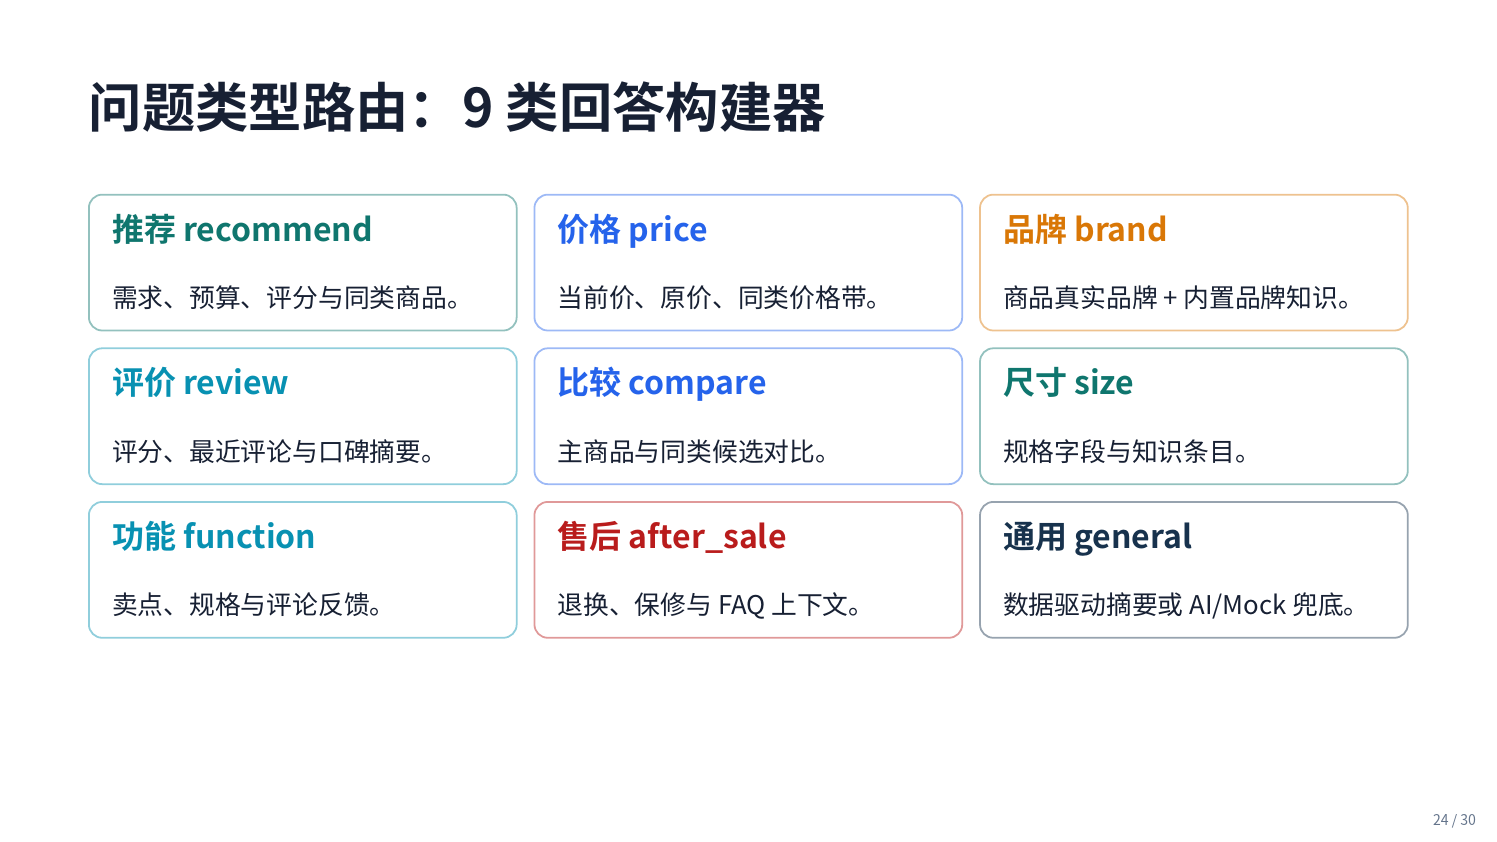 问题类型路由：9 类回答构建器
推荐 recommend
需求、预算、评分与同类商品。
价格 price
当前价、原价、同类价格带。
品牌 brand
商品真实品牌 + 内置品牌知识。
评价 review
评分、最近评论与口碑摘要。
比较 compare
主商品与同类候选对比。
尺寸 size
规格字段与知识条目。
功能 function
卖点、规格与评论反馈。
售后 after_sale
退换、保修与 FAQ 上下文。
通用 general
数据驱动摘要或 AI/Mock 兜底。
24 / 30